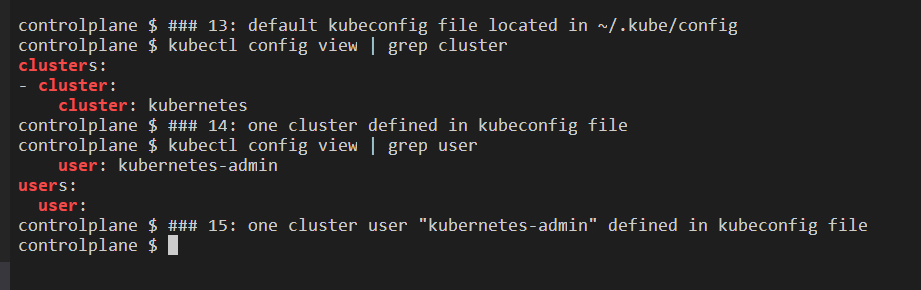 controlplane $ ### 13: default kubeconfig file located in ~/.kube/config
controlplane $ kubectl config view | grep cluster
clusters:
- cluster:
    cluster: kubernetes
controlplane $ ### 14: one cluster defined in kubeconfig file
controlplane $ kubectl config view | grep user
    user: kubernetes-admin
users:
  user:
controlplane $ ### 15: one cluster user "kubernetes-admin" defined in kubeconfig file
controlplane $